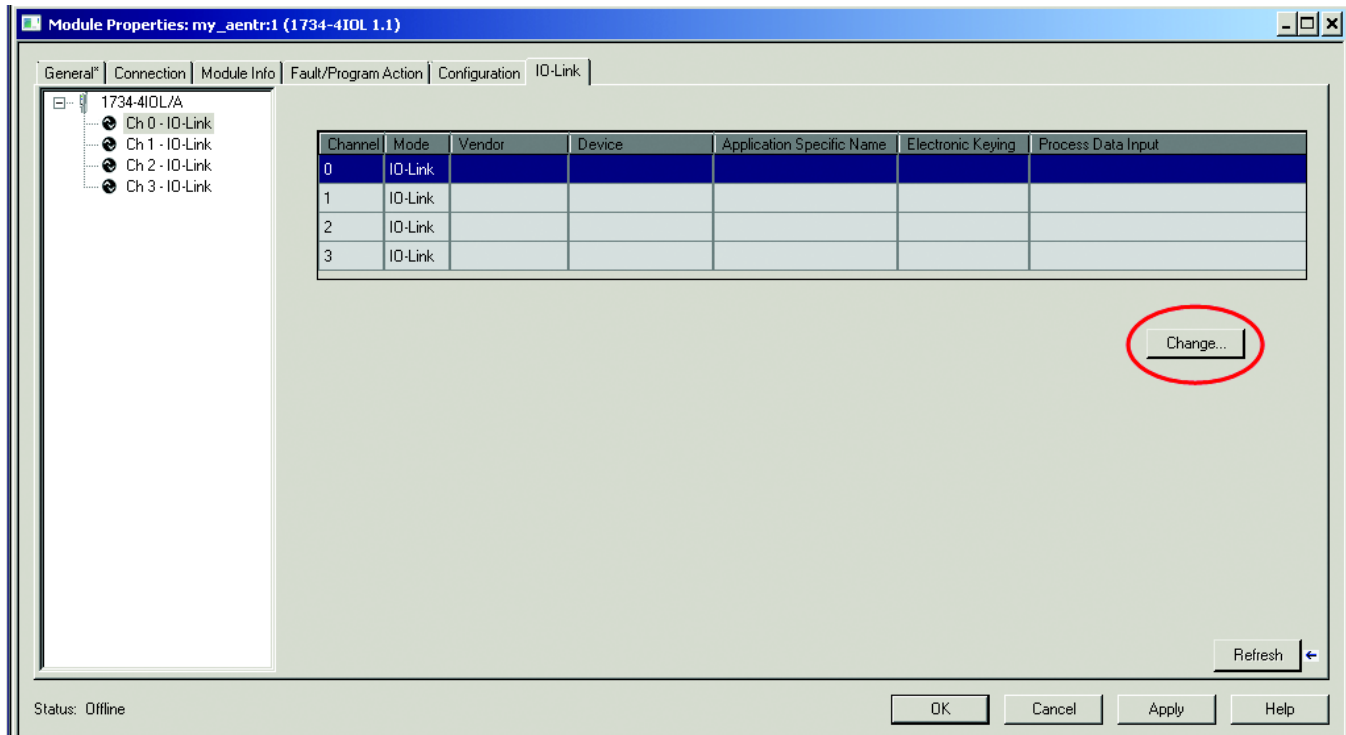 Module Properties: my_aentr:1 (1734-4IOL 1.1)
General* Connection Module Info Fault/Program Action Configuration IO-Link
1734-4IOL/A
Ch 0 - IO-Link
Ch 1 - IO-Link
Ch 2 - IO-Link
Ch 3 - IO-Link
Channel Mode Vendor Device Application Specific Name Electronic Keying Process Data Input
0 IO-Link
1 IO-Link
2 IO-Link
3 IO-Link
Change...
Refresh
Status: Offline
OK Cancel Apply Help